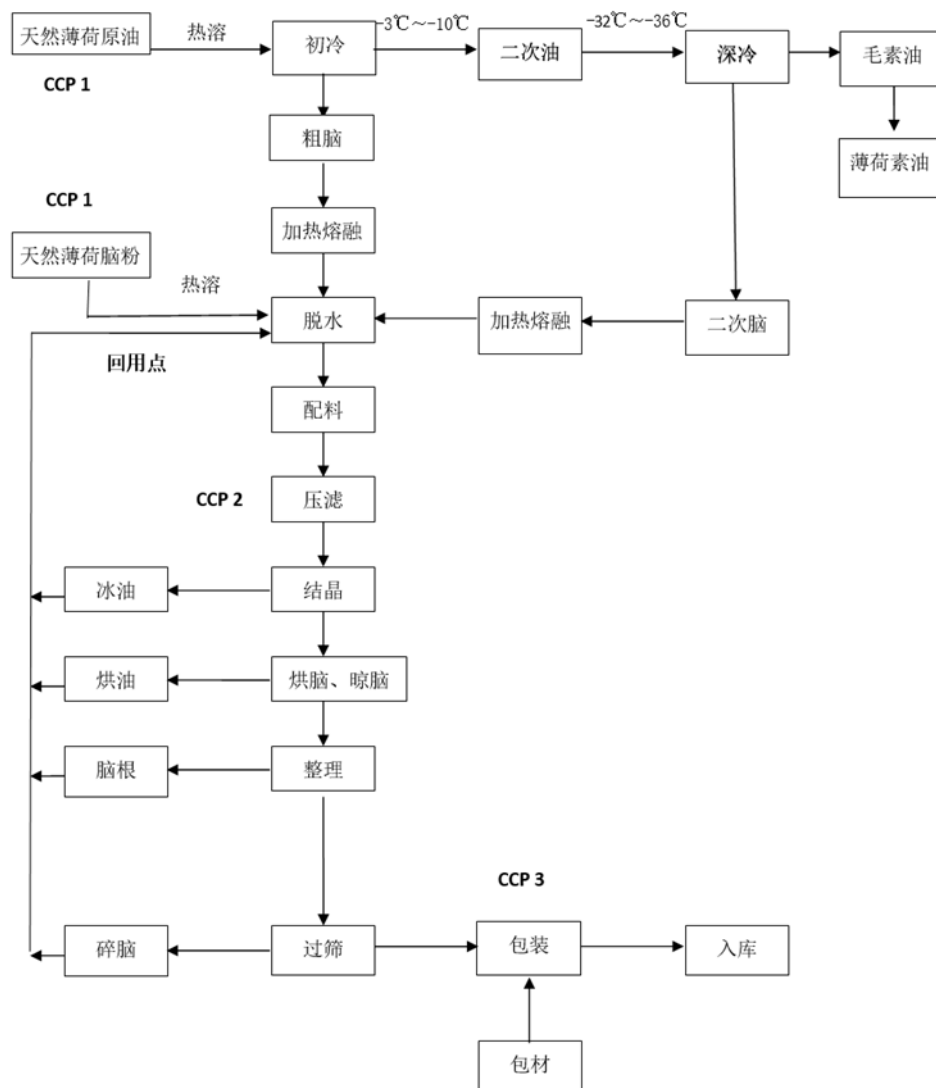 天然薄荷原油
热溶
初冷
-3℃～-10℃
二次油
-32℃～-36℃
深冷
毛素油
CCP 1
粗脑
薄荷素油
CCP 1
加热熔融
天然薄荷脑粉
热溶
脱水
加热熔融
二次脑
回用点
配料
CCP 2
压滤
冰油
结晶
烘油
烘脑、晾脑
脑根
整理
CCP 3
碎脑
过筛
包装
入库
包材